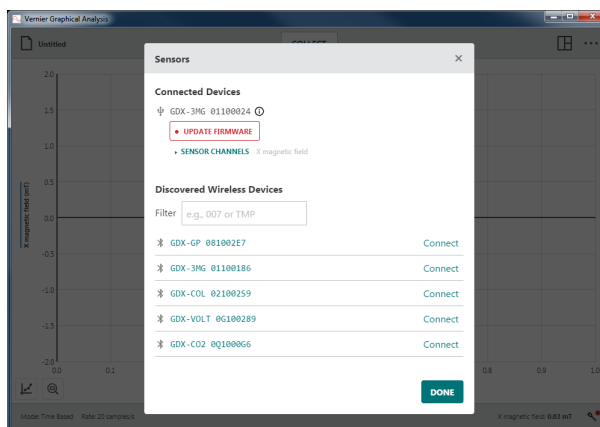 Vernier Graphical Analysis
Untitled
COLLECT
Sensors
Connected Devices
GDX-3MG 01100024
UPDATE FIRMWARE
SENSOR CHANNELS X magnetic field
Discovered Wireless Devices
Filter e.g., 007 or TMP
GDX-GP 081002E7 Connect
GDX-3MG 01100186 Connect
GDX-COL 02100259 Connect
GDX-VOLT 0G100289 Connect
GDX-CO2 0Q1000G6 Connect
DONE
X magnetic field (mT)
2.0
1.5
1.0
0.5
0.0
-0.5
-1.0
-1.5
-2.0
0.0 0.1 0.8 0.9 1.0
Mode: Time Based Rate: 20 samples/s X magnetic field: 0.03 mT